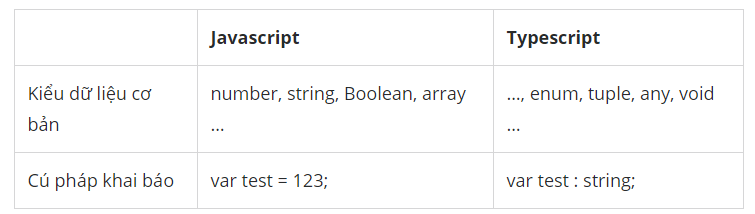 Javascript Typescript
Kiểu dữ liệu cơ number, string, Boolean, array ..., enum, tuple, any, void
bản ... ...
Cú pháp khai báo var test = 123; var test : string;